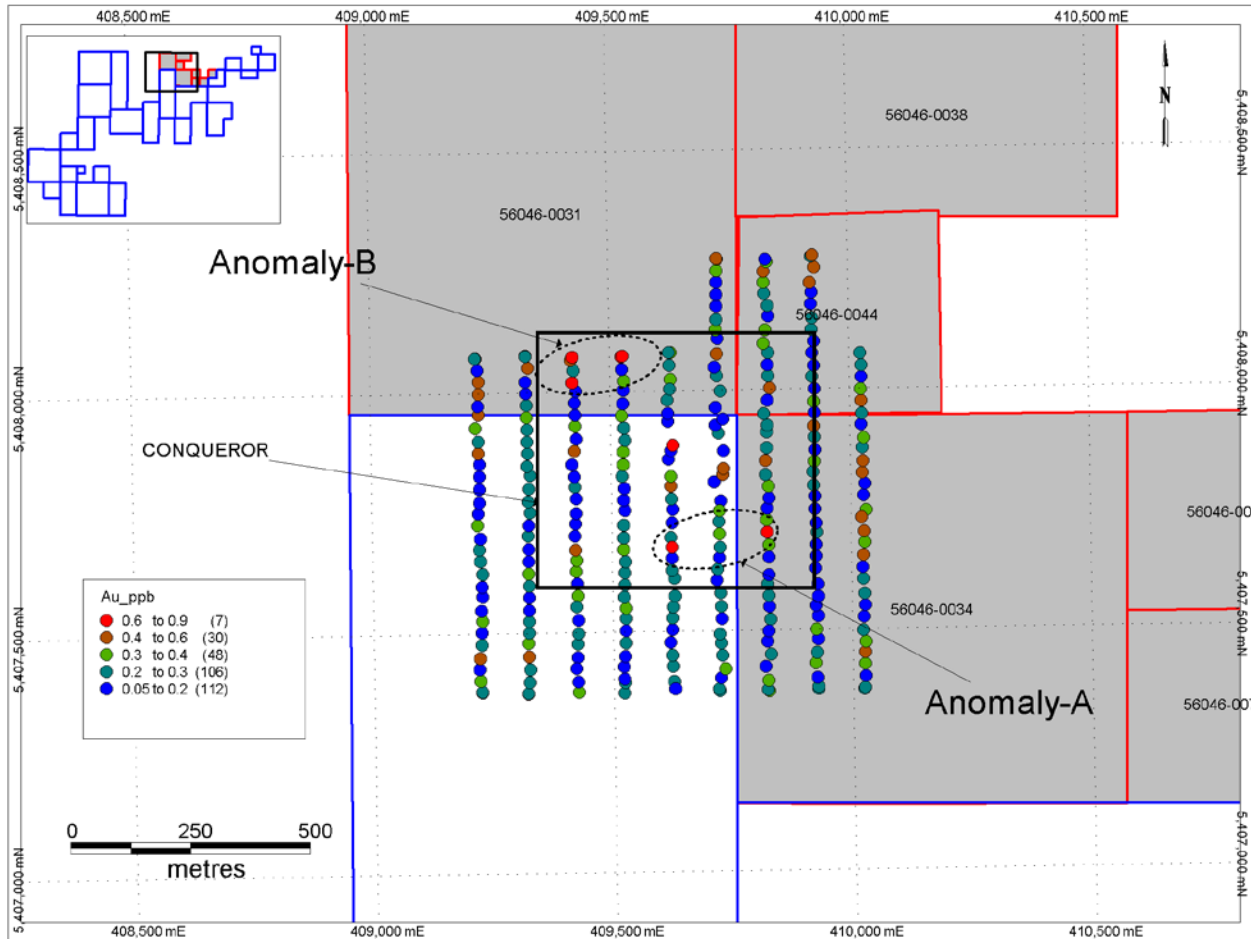 408,500 mE
409,000 mE
409,500 mE
410,000 mE
410,500 mE
5,408,500 mN
5,408,500 mN
N
56046-0038
56046-0031
Anomaly-B
56046-0044
5,408,000 mN
5,408,000 mN
CONQUEROR
56046-00
Au_ppb
0.6 to 0.9 (7)
0.4 to 0.6 (30)
0.3 to 0.4 (48)
0.2 to 0.3 (106)
0.05 to 0.2 (112)
56046-0034
5,407,500 mN
5,407,500 mN
Anomaly-A
56046-00
0 250 500
metres
5,407,000 mN
5,407,000 mN
408,500 mE
409,000 mE
409,500 mE
410,000 mE
410,500 mE